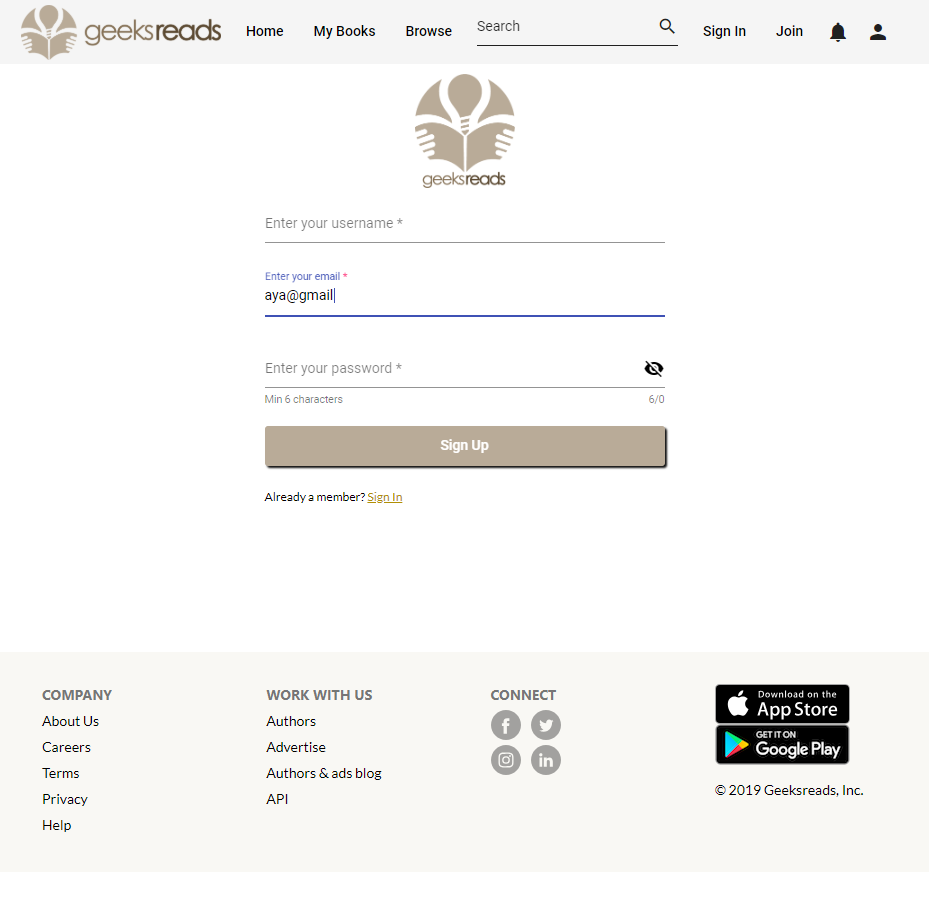 geeksreads Home My Books Browse Search Sign In Join
geeksreads
Enter your username *
Enter your email *
aya@gmail
Enter your password *
Min 6 characters 6/0
Sign Up
Already a member? Sign In
COMPANY
About Us
Careers
Terms
Privacy
Help
WORK WITH US
Authors
Advertise
Authors & ads blog
API
CONNECT
f
in
Download on the
App Store
GET IT ON
Google Play
© 2019 Geeksreads, Inc.